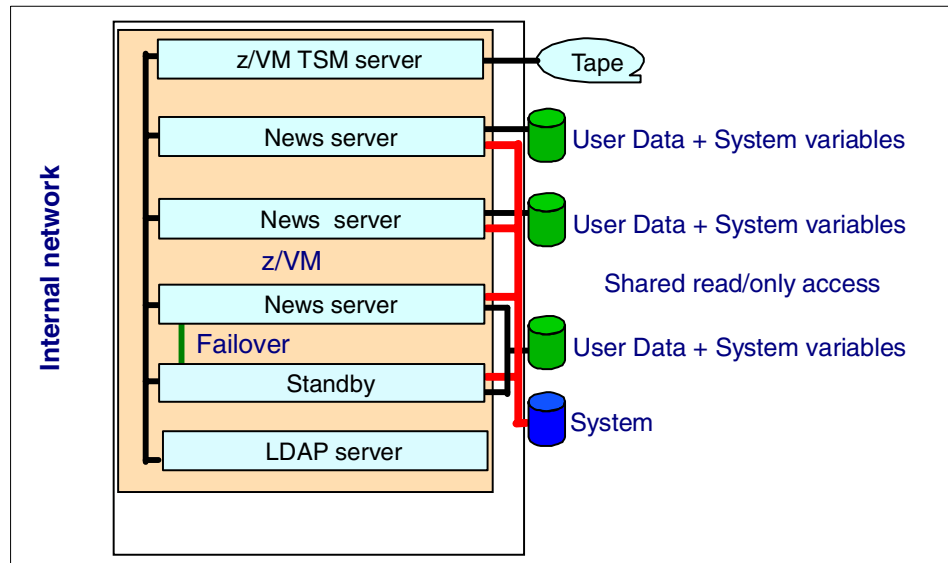 z/VM TSM server
Tape
News server
User Data + System variables
News server
User Data + System variables
z/VM
Shared read/only access
News server
Failover
User Data + System variables
Standby
System
LDAP server
Internal network